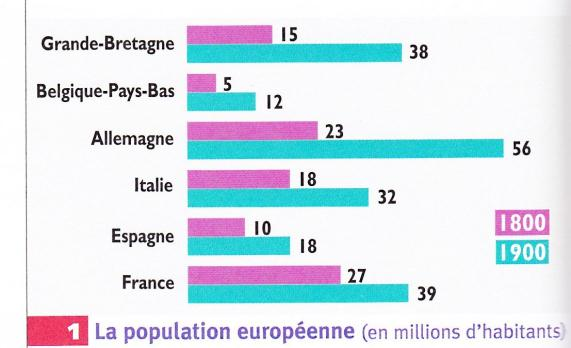 Grande-Bretagne 15
38
Belgique-Pays-Bas 5
12
Allemagne 23
56
Italie 18
32
Espagne 10
18
France 27
39
1800
1900
1 La population européenne (en millions d'habitants)